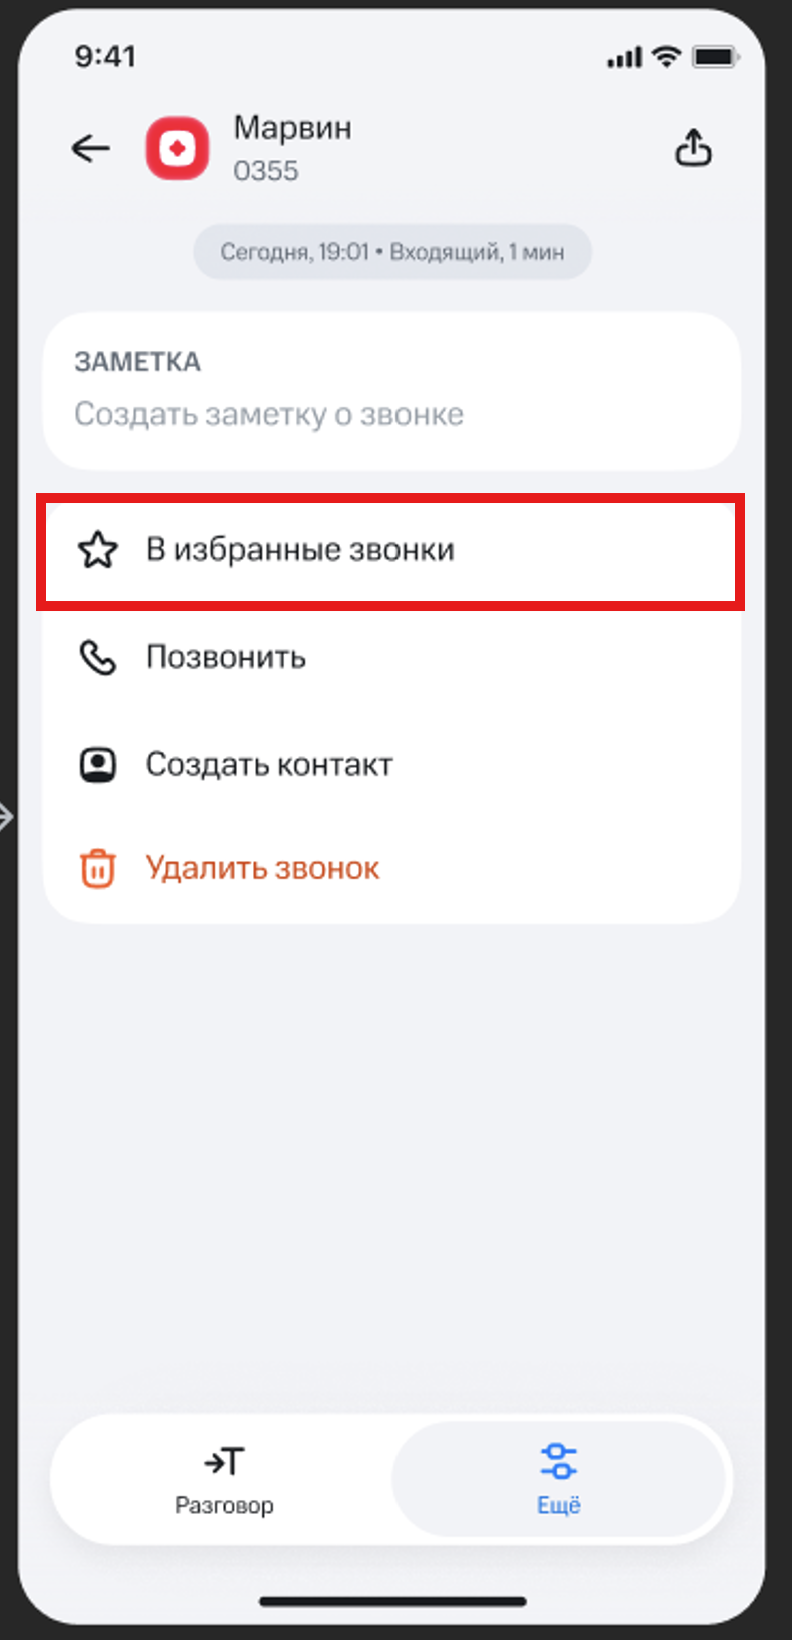 9:41
Марвин
0355
Сегодня, 19:01 • Входящий, 1 мин
ЗАМЕТКА
Создать заметку о звонке
В избранные звонки
Позвонить
Создать контакт
Удалить звонок
→T
Разговор
Ещё